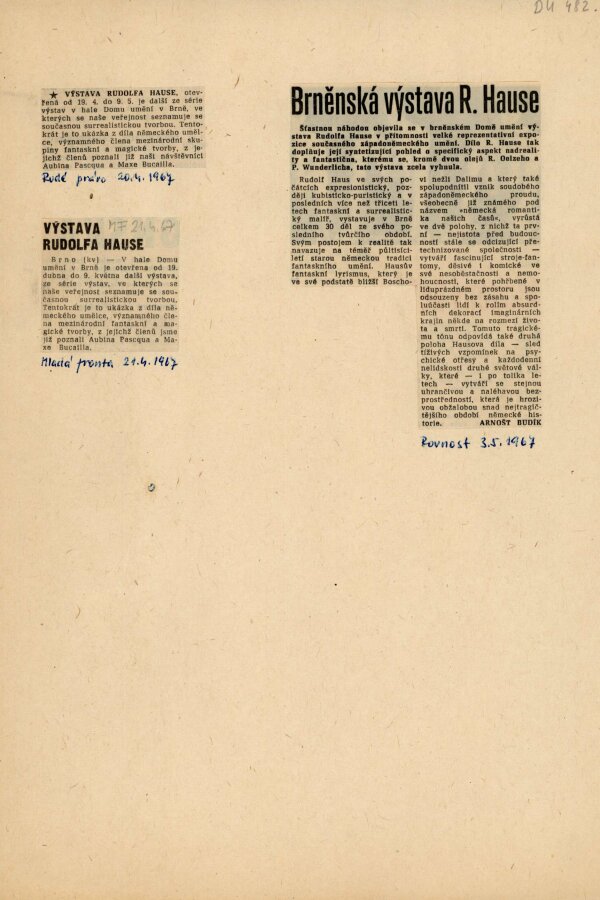 DU 482.
★ VÝSTAVA RUDOLFA HAUSE, otev-
řená od 19. 4. do 9. 5. je další ze série
výstav v hale Domu umění v Brně, ve
kterých se naše veřejnost seznamuje se
současnou surrealistickou tvorbou. Tento-
krát je to ukázka z díla německého uměl-
ce, významného člena mezinárodní sku-
piny fantaskní a magické tvorby, z je-
jichž členů poznali již naši návštěvníci
Aubina Pascqua a Maxe Bucailla.
Rudé právo 20.4.1967
VÝSTAVA MF 21.4.67
RUDOLFA HAUSE
Brno (kv) — V hale Domu
umění v Brně je otevřena od 19.
dubna do 9. května další výstava,
ze série výstav, ve kterých se
naše veřejnost seznamuje se sou-
časnou surrealistickou tvorbou.
Tentokrát je to ukázka z díla ně-
meckého umělce, významného čle-
na mezinárodní fantaskní a ma-
gické tvorby, z jejichž členů jsme
již poznali Aubina Pascqua a Ma-
xe Bucailla.
Mladá fronta 21.4.1967
Brněnská výstava R. Hause
Šťastnou náhodou objevila se v brněnském Domě umění vý-
stava Rudolfa Hause v přítomnosti velké reprezentativní expo-
zice současného západoněmeckého umění. Dílo R. Hause tak
doplňuje její syntetizující pohled o specifický aspekt nadreali-
ty a fantastična, kterému se, kromě dvou olejů R. Oelzeho a
P. Wunderlicha, tato výstava zcela vyhnula.
Rudolf Haus ve svých po-
čátcích expresionistický, poz-
ději kubisticko-puristický a v
posledních více než třiceti le-
tech fantaskní a surrealistic-
ký malíř, vystavuje v Brně
celkem 30 děl ze svého po-
sledního tvůrčího období.
Svým postojem k realitě tak
navazuje na téměř půltisíci-
letí starou německou tradici
fantaskního umění. Hausův
fantaskní lyrismus, který je
ve své podstatě bližší Boscho-
vi nežli Dalimu a který také
spolupodnítil vznik soudobého
západoněmeckého proudu,
všeobecně již známého pod
názvem »německá romanti-
ka našich časů«, vyrůstá
ve dvě polohy, z nichž ta prv-
ní — nejistota před budouc-
ností stále se odcizující pře-
technizované společnosti —
vytváří fascinující stroje-fan-
tomy, děsivé i komické ve
své nesoběstačnosti a nemo-
houcnosti, které pohřbené v
liduprázdném prostoru jsou
odsouzeny bez zásahu a spo-
luúčasti lidí k rolím absurd-
ních dekorací imaginárních
krajin někde na rozmezí živo-
ta a smrti. Tomuto tragické-
mu tónu odpovídá také druhá
poloha Hausova díla — sled
tíživých vzpomínek na psy-
chické otřesy a každodenní
nelidskosti druhé světové vál-
ky, které — i po tolika le-
tech — vytváří se stejnou
uhrančivou a naléhavou bez-
prostředností, která je hrozi-
vou obžalobou snad nejtragič-
tějšího období německé his-
torie. ARNOŠT BUDÍK
Rovnost 3.5.1967